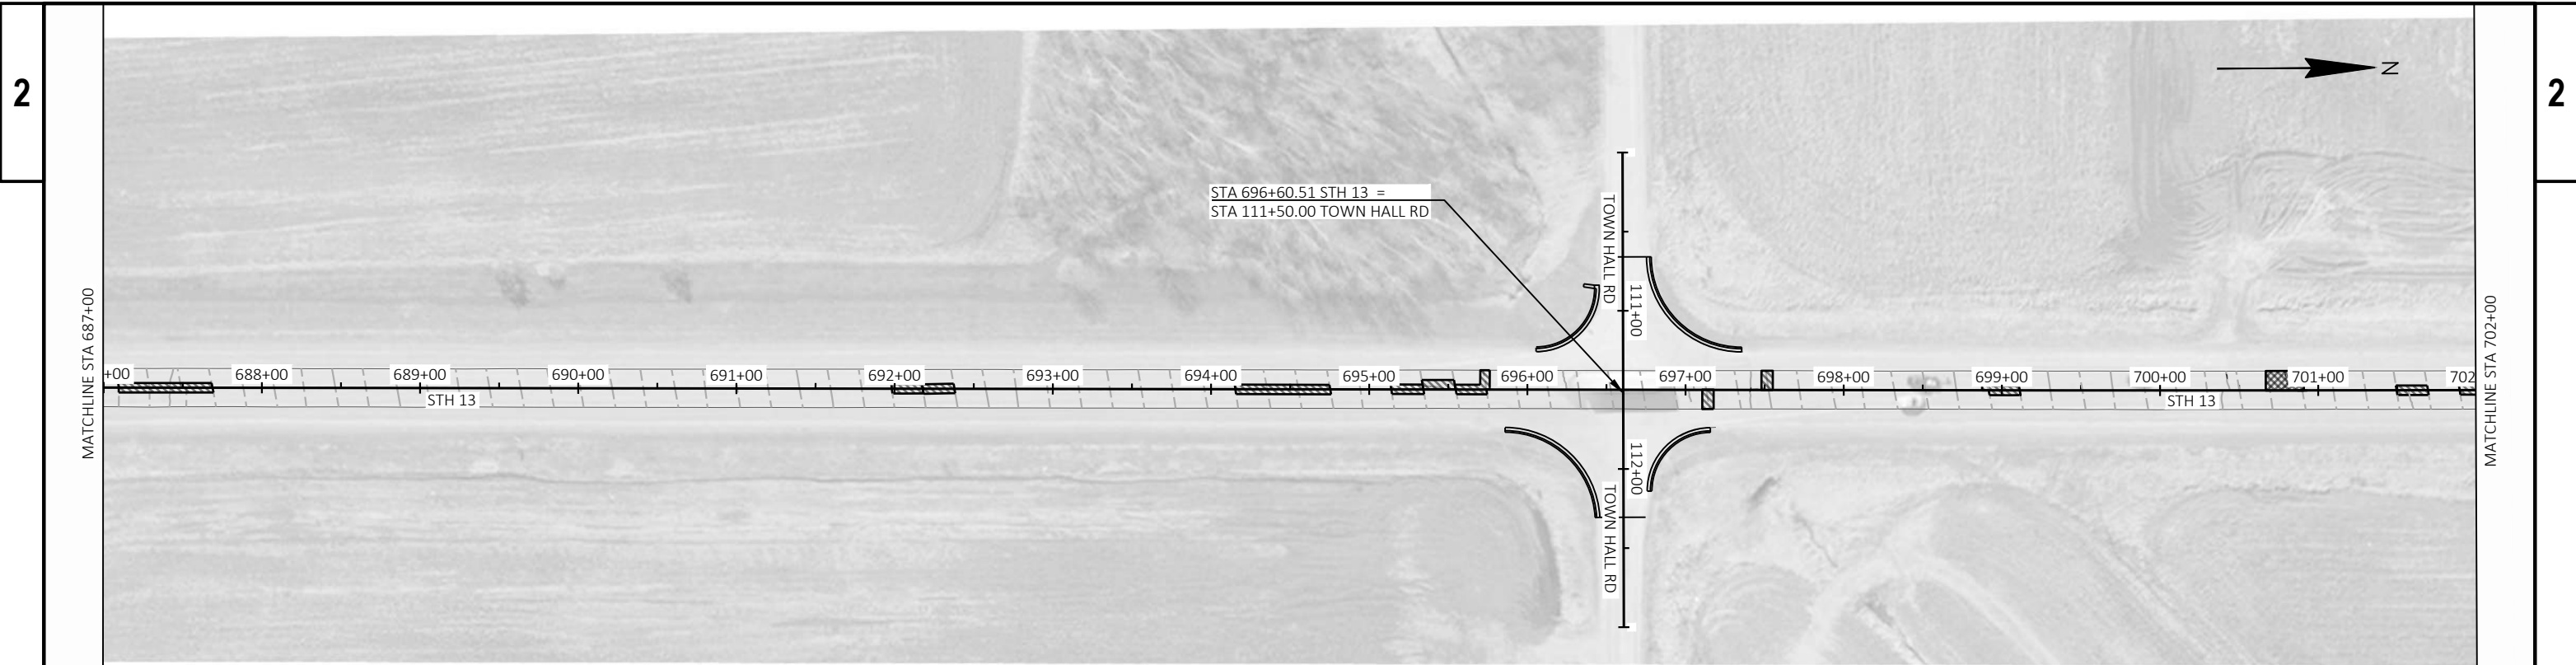 2
2
N
STA 696+60.51 STH 13 =
STA 111+50.00 TOWN HALL RD
TOWN HALL RD
111+00
MATCHLINE STA 687+00
MATCHLINE STA 702+00
+00
688+00
689+00
690+00
691+00
692+00
693+00
694+00
695+00
696+00
697+00
698+00
699+00
700+00
701+00
702
STH 13
STH 13
112+00
TOWN HALL RD